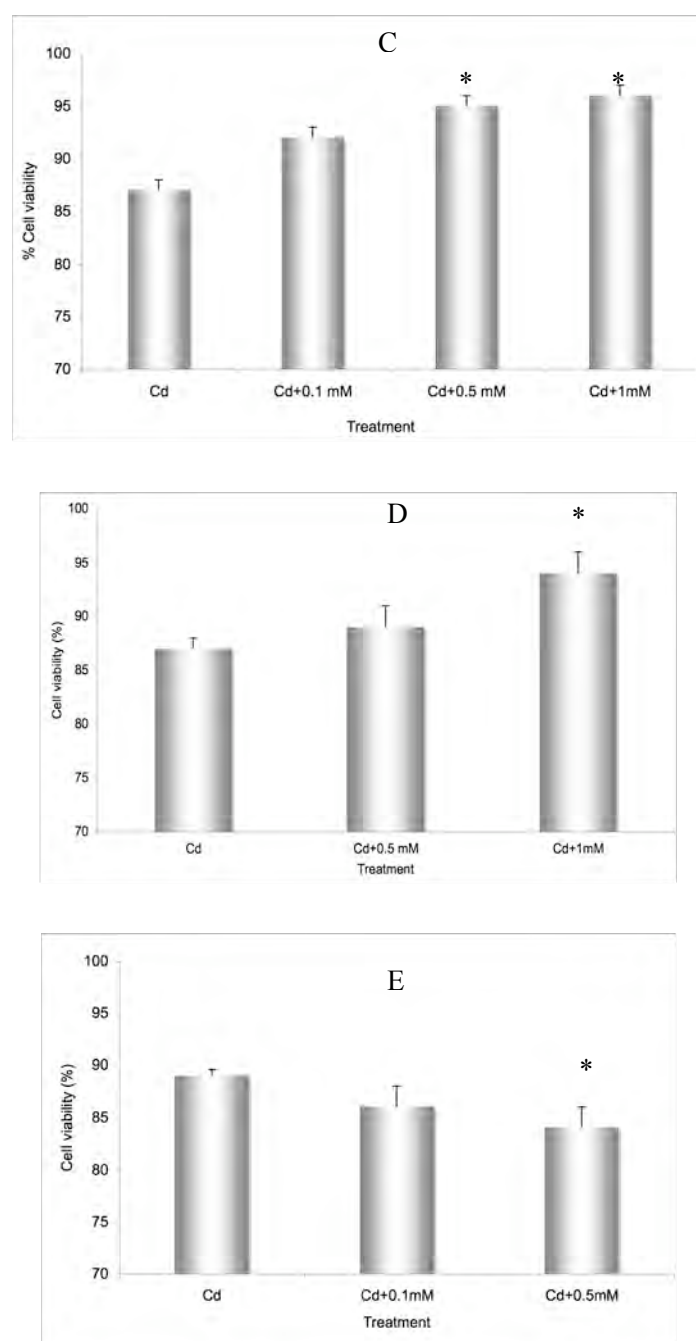 C
100
95
90
85
80
75
70
% Cell viability
* *
Cd Cd+0.1 mM Cd+0.5 mM Cd+1mM
Treatment
D
*
100
95
90
85
80
75
70
Cell viability (%)
Cd Cd+0.5 mM Cd+1mM
Treatment
E
*
100
95
90
85
80
75
70
Cell viability (%)
Cd Cd+0.1mM Cd+0.5mM
Treatment